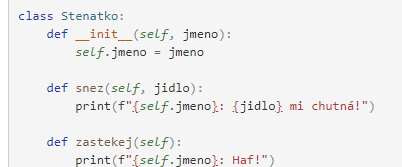 class Stenatko:
    def __init__(self, jmeno):
        self.jmeno = jmeno
    def snez(self, jidlo):
        print(f"{self.jmeno}: {jidlo} mi chutná!")
    def zastekej(self):
        print(f"{self.jmeno}: Haf!")